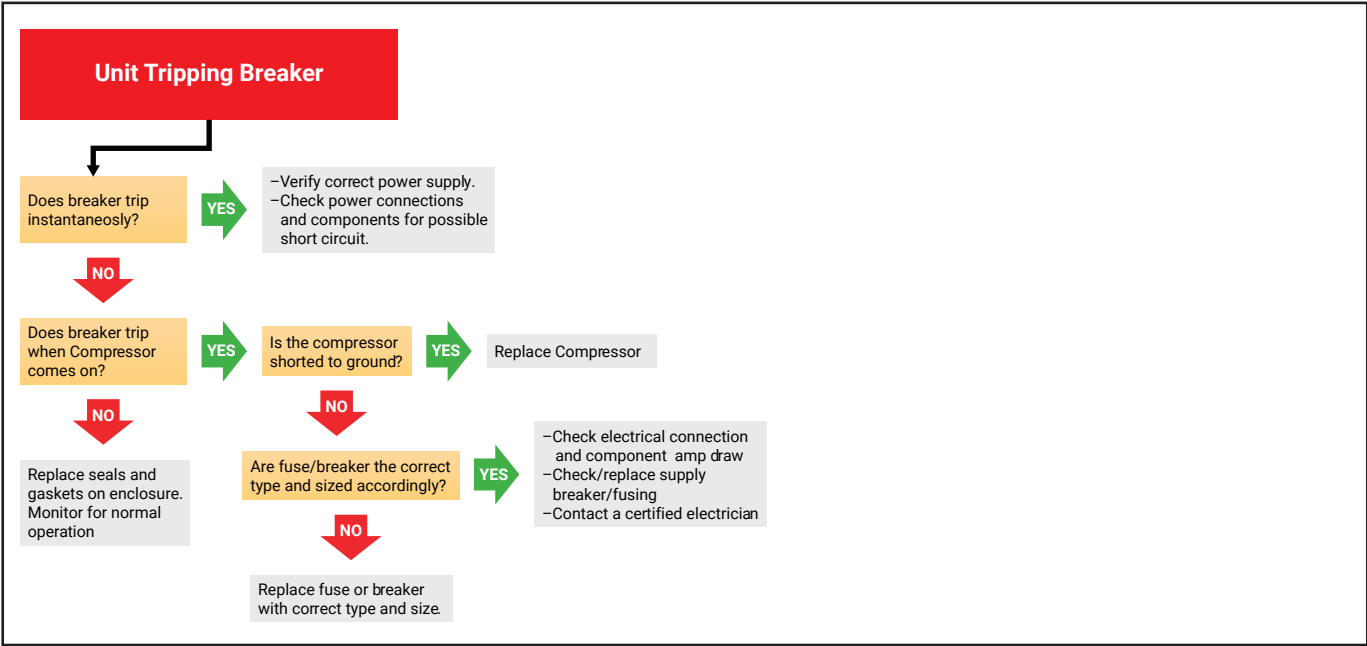 Unit Tripping Breaker
Does breaker trip
instantaneosly?
YES
–Verify correct power supply.
–Check power connections
and components for possible
short circuit.
NO
Does breaker trip
when Compressor
comes on?
YES
Is the compressor
shorted to ground?
YES
Replace Compressor
NO
Replace seals and
gaskets on enclosure.
Monitor for normal
operation
NO
Are fuse/breaker the correct
type and sized accordingly?
YES
–Check electrical connection
and component amp draw
–Check/replace supply
breaker/fusing
–Contact a certified electrician
NO
Replace fuse or breaker
with correct type and size.